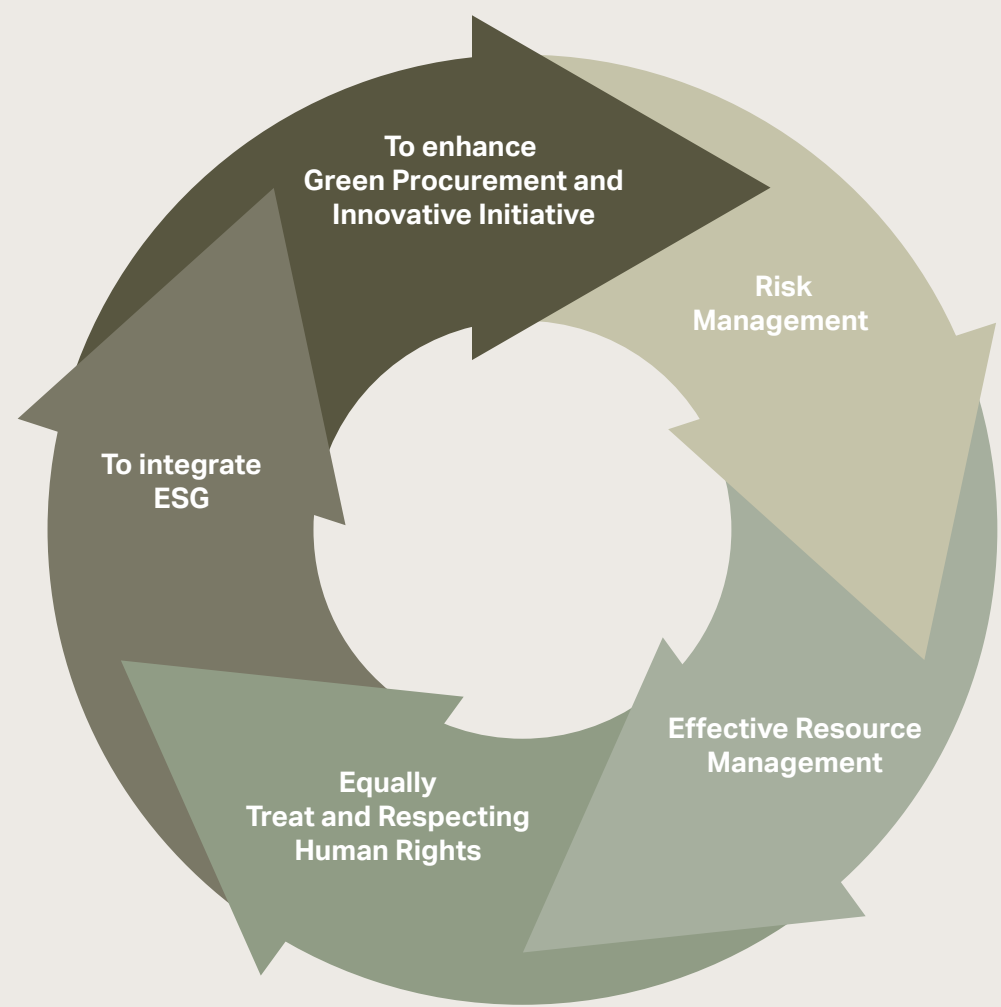 To enhance
Green Procurement and
Innovative Initiative
Risk
Management
Effective Resource
Management
Equally
Treat and Respecting
Human Rights
To integrate
ESG